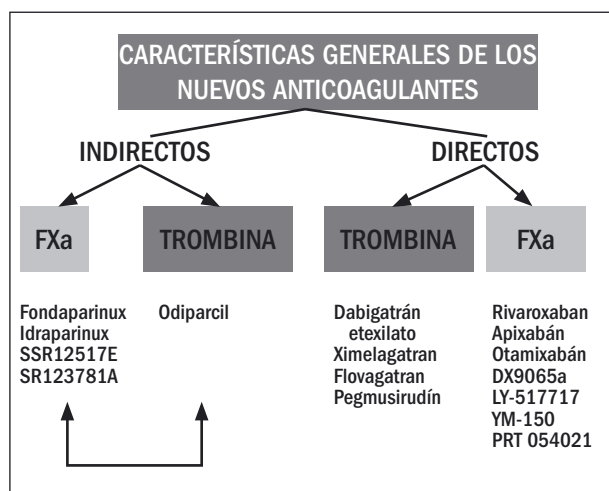 CARACTERÍSTICAS GENERALES DE LOS
NUEVOS ANTICOAGULANTES
INDIRECTOS
DIRECTOS
FXa
TROMBINA
TROMBINA
FXa
Fondaparinux
Idraparinux
SSR12517E
SR123781A
Odiparcil
Dabigatrán
etexilato
Ximelagatran
Flovagatran
Pegmusirudín
Rivaroxaban
Apixabán
Otamixabán
DX9065a
LY-517717
YM-150
PRT 054021